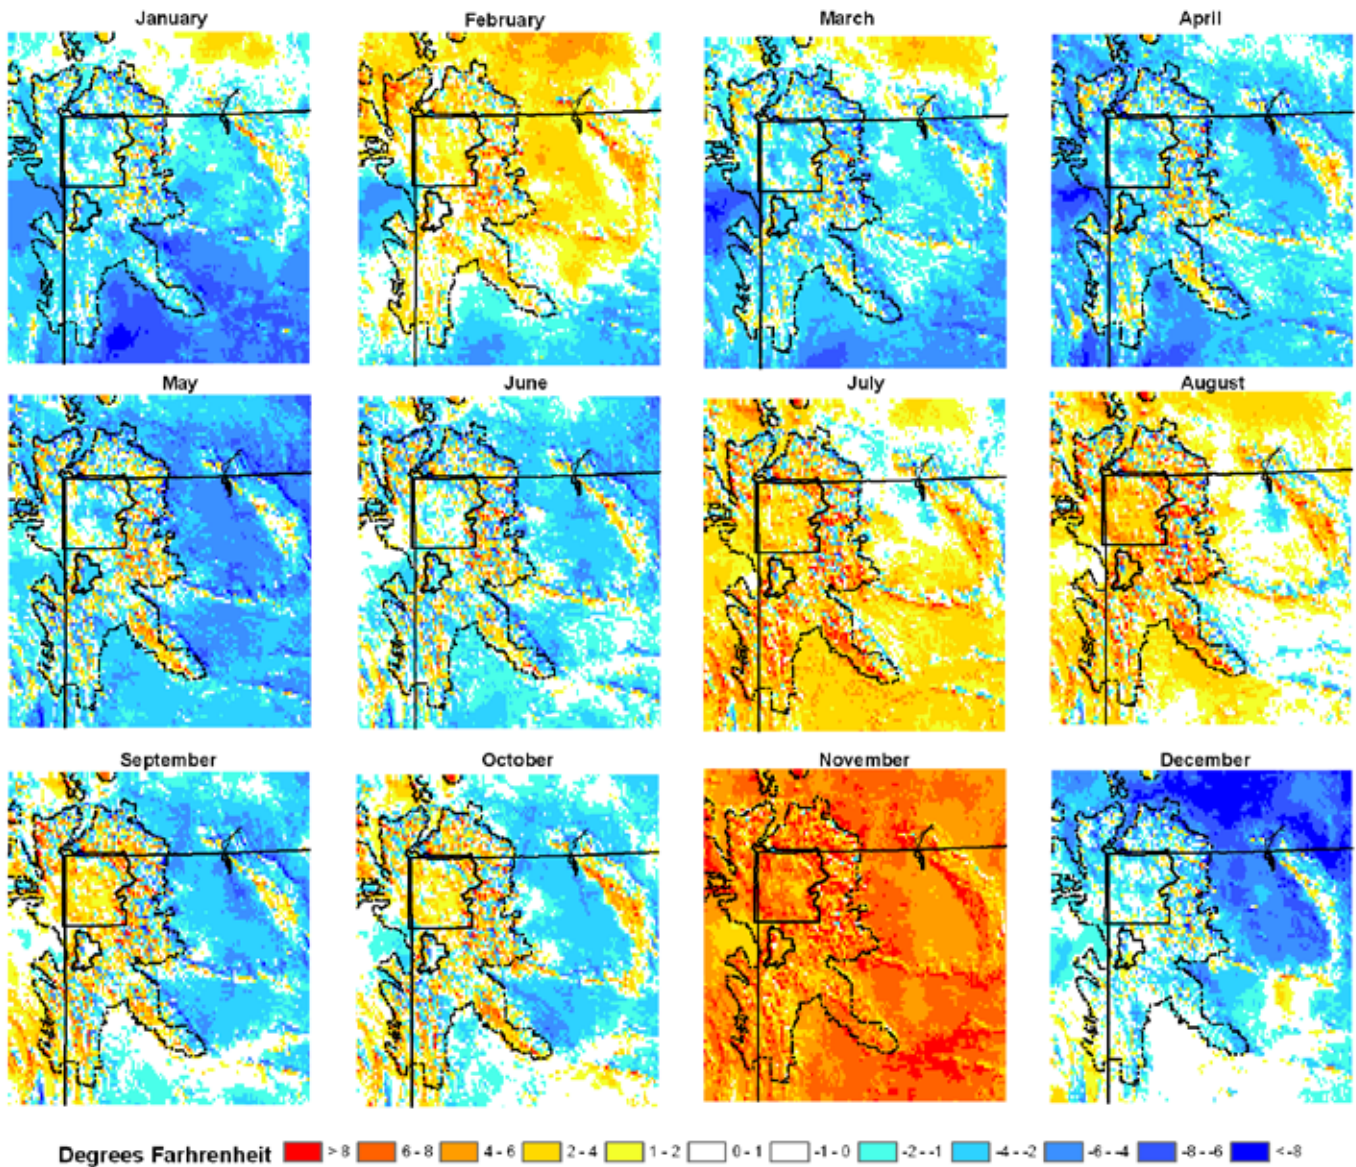 January February March April
May June July August
September October November December
Degrees Farhrenheit > 8 6 - 8 4 - 6 2 - 4 1 - 2 0 - 1 -1 - 0 -2 - -1 -4 - -2 -6 - -4 -8 - -6 < -8